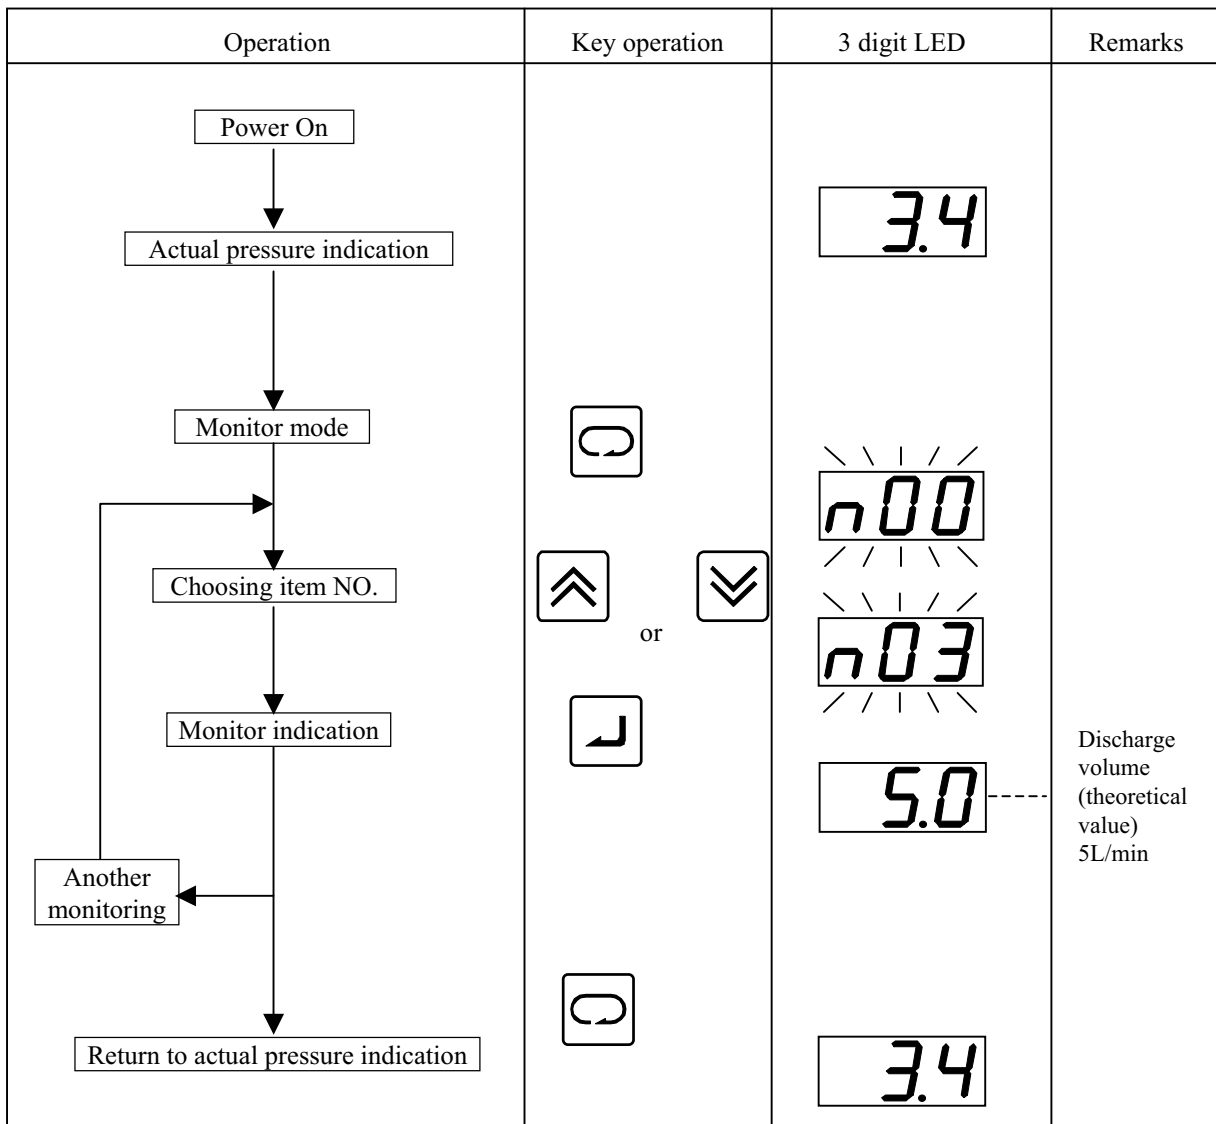 Operation
Key operation
3 digit LED
Remarks
Power On
3.4
Actual pressure indication
Monitor mode
n00
Choosing item NO.
or
n03
Monitor indication
5.0
Discharge
volume
(theoretical
value)
5L/min
Another
monitoring
Return to actual pressure indication
3.4